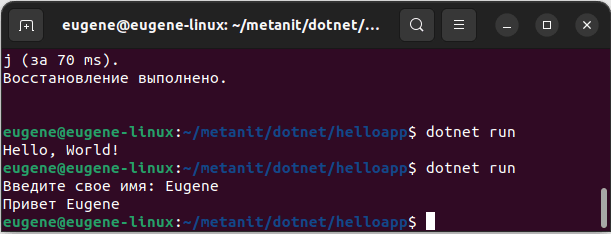 eugene@eugene-linux: ~/metanit/dotnet/...
j (за 70 ms).
Восстановление выполнено.
eugene@eugene-linux:~/metanit/dotnet/helloapp$ dotnet run
Hello, World!
eugene@eugene-linux:~/metanit/dotnet/helloapp$ dotnet run
Введите свое имя: Eugene
Привет Eugene
eugene@eugene-linux:~/metanit/dotnet/helloapp$